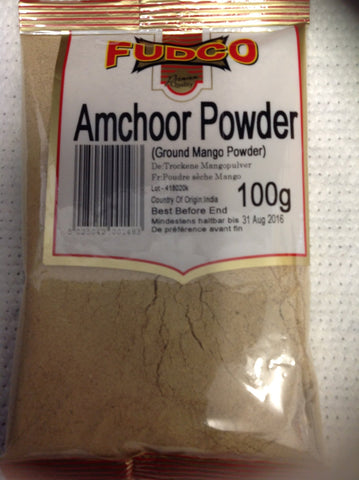 FUDCO
Premium
Quality
Amchoor Powder
(Ground Mango Powder)
De:Trockene Mangopulver
Fr:Poudre sèche Mango
Lot - 418020k
Country Of Origin:India
100g
Best Before End
Mindestens haltbar bis 31 Aug 2016
De préférence avant fin